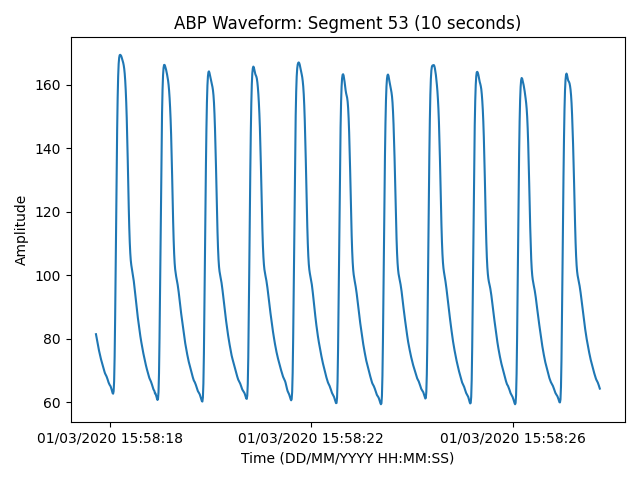 ABP Waveform: Segment 53 (10 seconds)
Amplitude
160
140
120
100
80
60
01/03/2020 15:58:18 01/03/2020 15:58:22 01/03/2020 15:58:26
Time (DD/MM/YYYY HH:MM:SS)